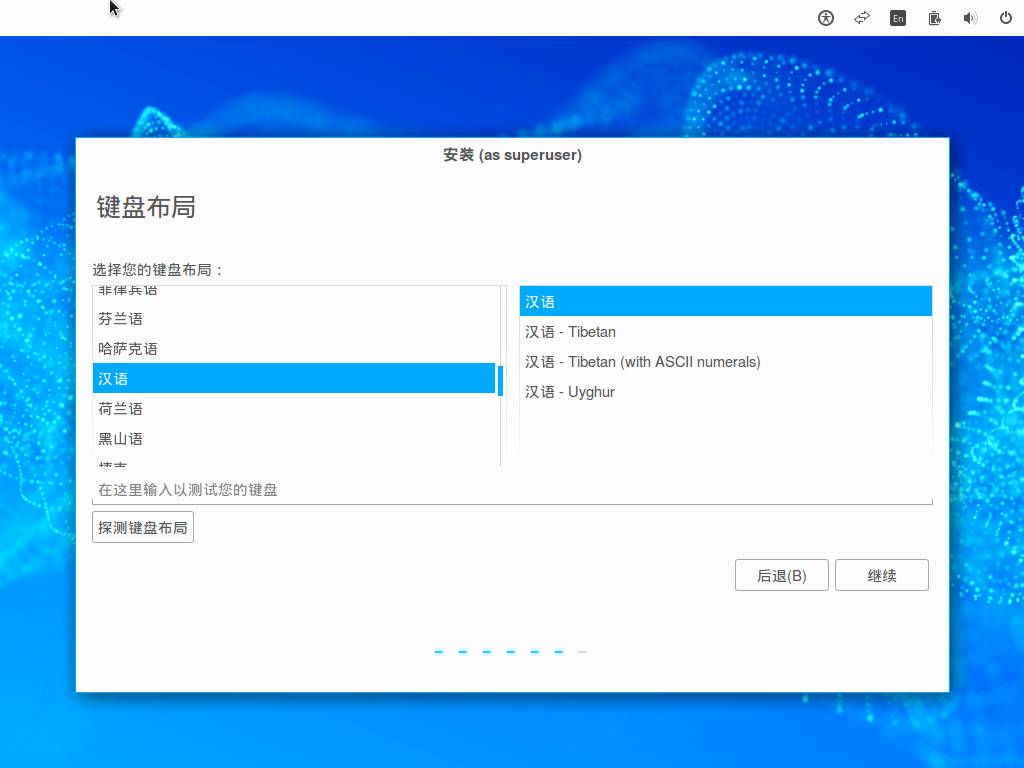 En
安装 (as superuser)
键盘布局
选择您的键盘布局：
菲律宾语
芬兰语
哈萨克语
汉语
荷兰语
黑山语
汉语
汉语 - Tibetan
汉语 - Tibetan (with ASCII numerals)
汉语 - Uyghur
在这里输入以测试您的键盘
探测键盘布局
后退(B)
继续